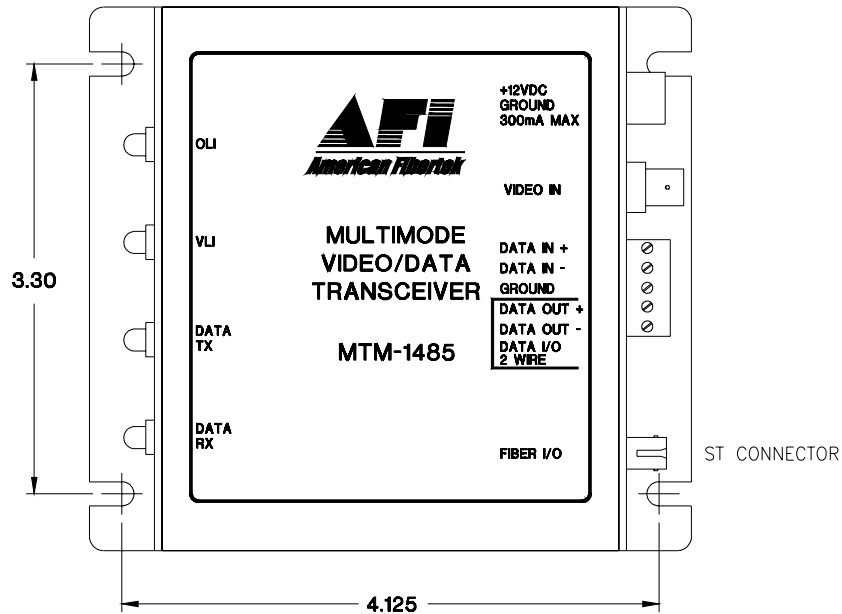 AFI
American Fibertek
MULTIMODE
VIDEO/DATA
TRANSCEIVER
MTM-1485
OLI
VLI
DATA
TX
DATA
RX
+12VDC
GROUND
300mA MAX
VIDEO IN
DATA IN +
DATA IN -
GROUND
DATA OUT +
DATA OUT -
DATA I/O
2 WIRE
FIBER I/O
ST CONNECTOR
3.30
4.125